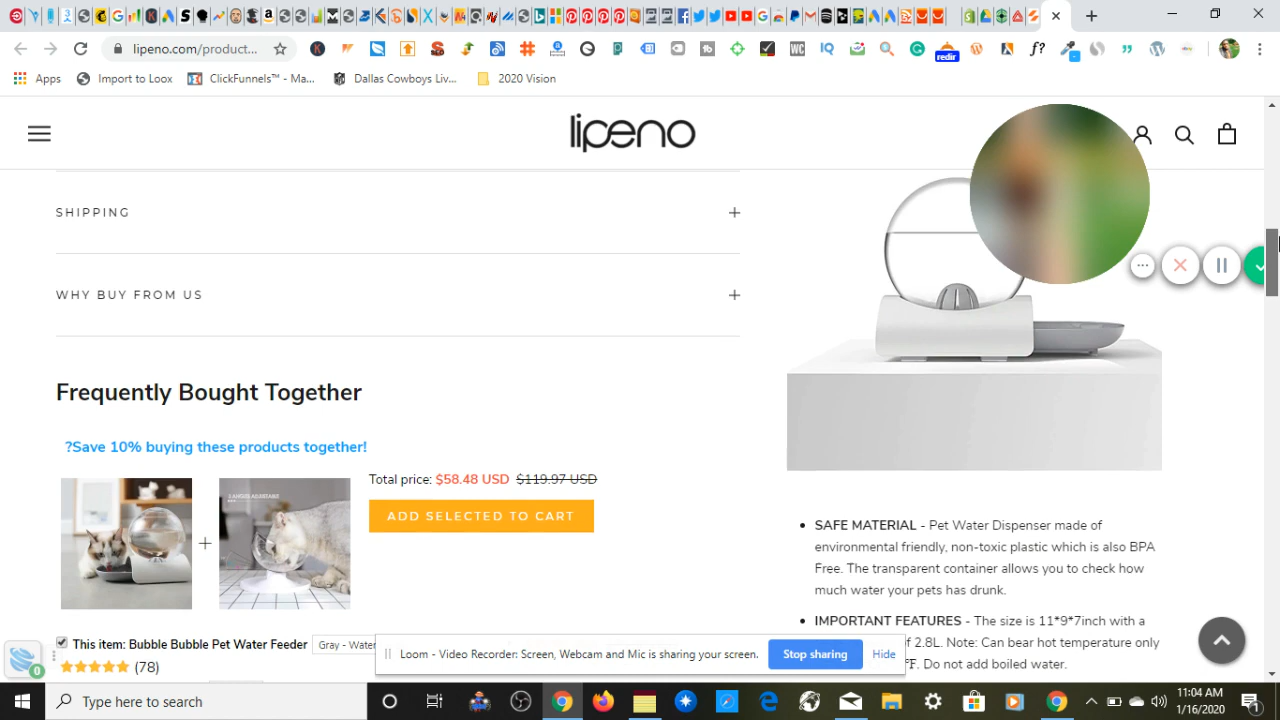 lipeno.com/product...
Apps
Import to Loox
ClickFunnels™ - Ma...
Dallas Cowboys Liv...
2020 Vision
lipeno
SHIPPING
WHY BUY FROM US
Frequently Bought Together
?Save 10% buying these products together!
Total price: $58.48 USD $119.97 USD
ADD SELECTED TO CART
This item: Bubble Bubble Pet Water Feeder
Gray - Water
(78)
SAFE MATERIAL - Pet Water Dispenser made of
environmental friendly, non-toxic plastic which is also BPA
Free. The transparent container allows you to check how
much water your pets has drunk.
IMPORTANT FEATURES - The size is 11*9*7inch with a
of 2.8L. Note: Can bear hot temperature only
Do not add boiled water.
Loom - Video Recorder: Screen, Webcam and Mic is sharing your screen.
Stop sharing
Hide
0
Type here to search
11:04 AM
1/16/2020